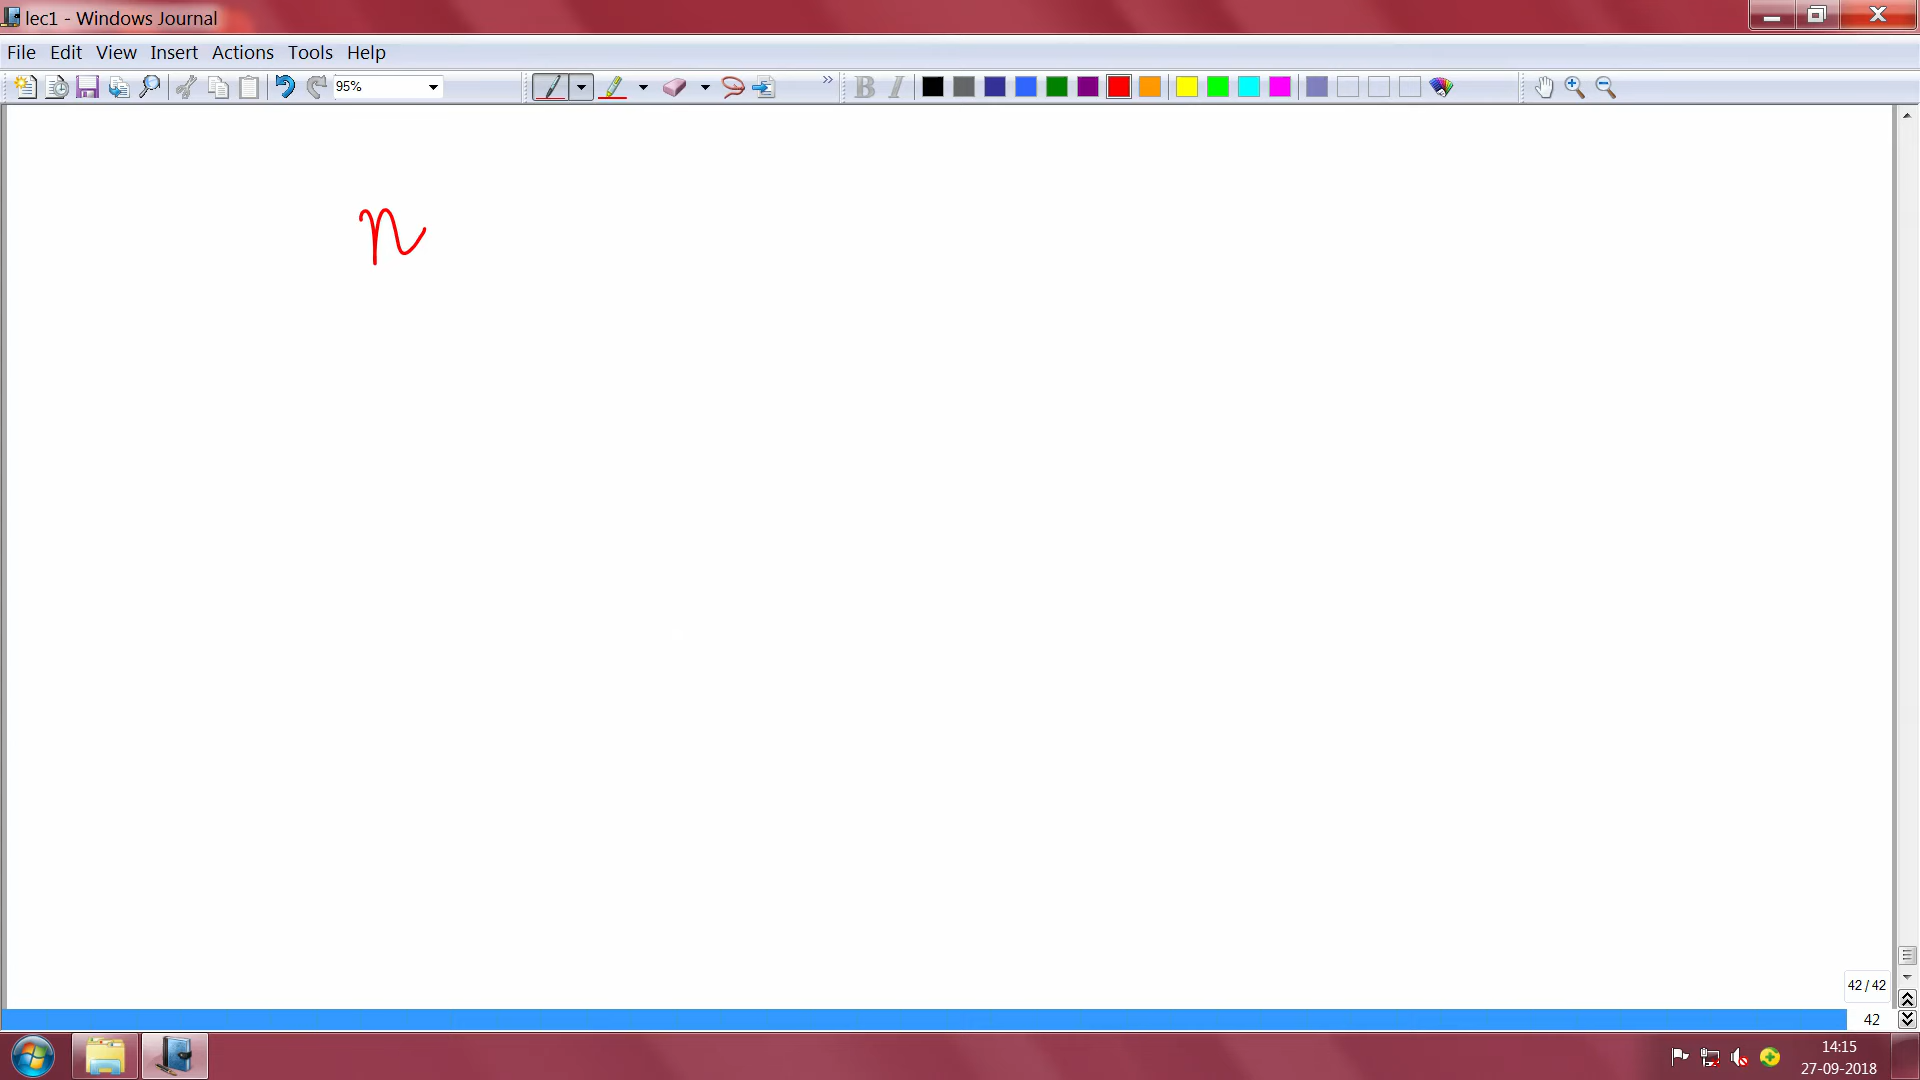 lec1 - Windows Journal
File Edit View Insert Actions Tools Help
95%
B I
n
42 / 42
42
14:15
27-09-2018